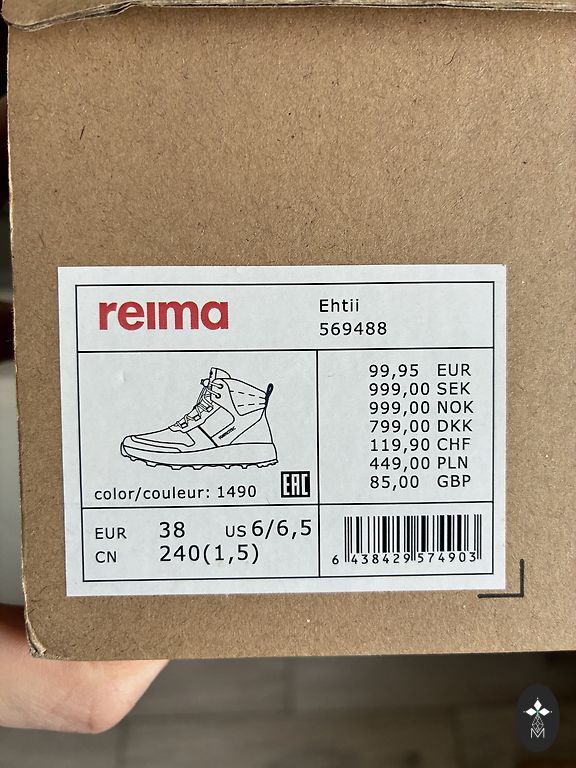 reima
Ehtii
569488
99,95 EUR
999,00 SEK
999,00 NOK
799,00 DKK
119,90 CHF
449,00 PLN
85,00 GBP
color/couleur: 1490
EAC
EUR 38 US 6/6,5
CN 240(1,5)
6 438429 574903
M